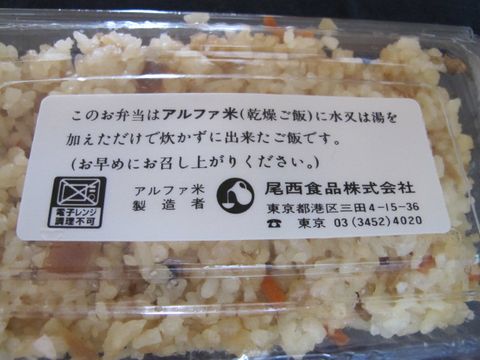 このお弁当はアルファ米(乾燥ご飯)に水又は湯を
加えただけで炊かずに出来たご飯です。
(お早めにお召し上がりください。)
電子レンジ
調理不可
アルファ米
製造者
尾西食品株式会社
東京都港区三田4-15-36
☎ 東京 03(3452)4020